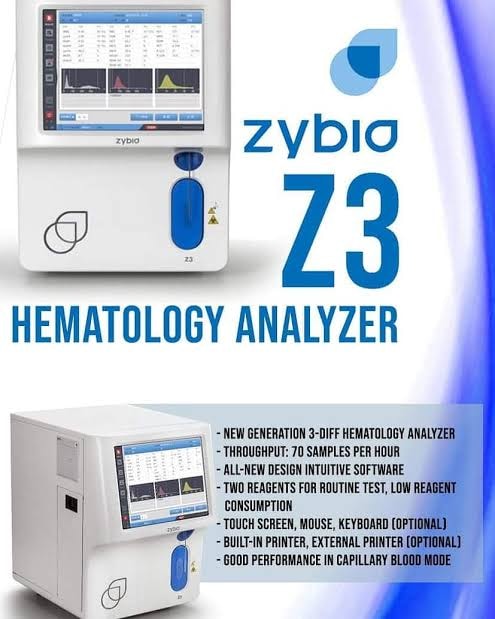 zybio
Z3
zybio
Z3
HEMATOLOGY ANALYZER
- NEW GENERATION 3-DIFF HEMATOLOGY ANALYZER
- THROUGHPUT: 70 SAMPLES PER HOUR
- ALL-NEW DESIGN INTUITIVE SOFTWARE
- TWO REAGENTS FOR ROUTINE TEST, LOW REAGENT
CONSUMPTION
- TOUCH SCREEN, MOUSE, KEYBOARD (OPTIONAL)
- BUILT-IN PRINTER, EXTERNAL PRINTER (OPTIONAL)
- GOOD PERFORMANCE IN CAPILLARY BLOOD MODE
zybio
Z3